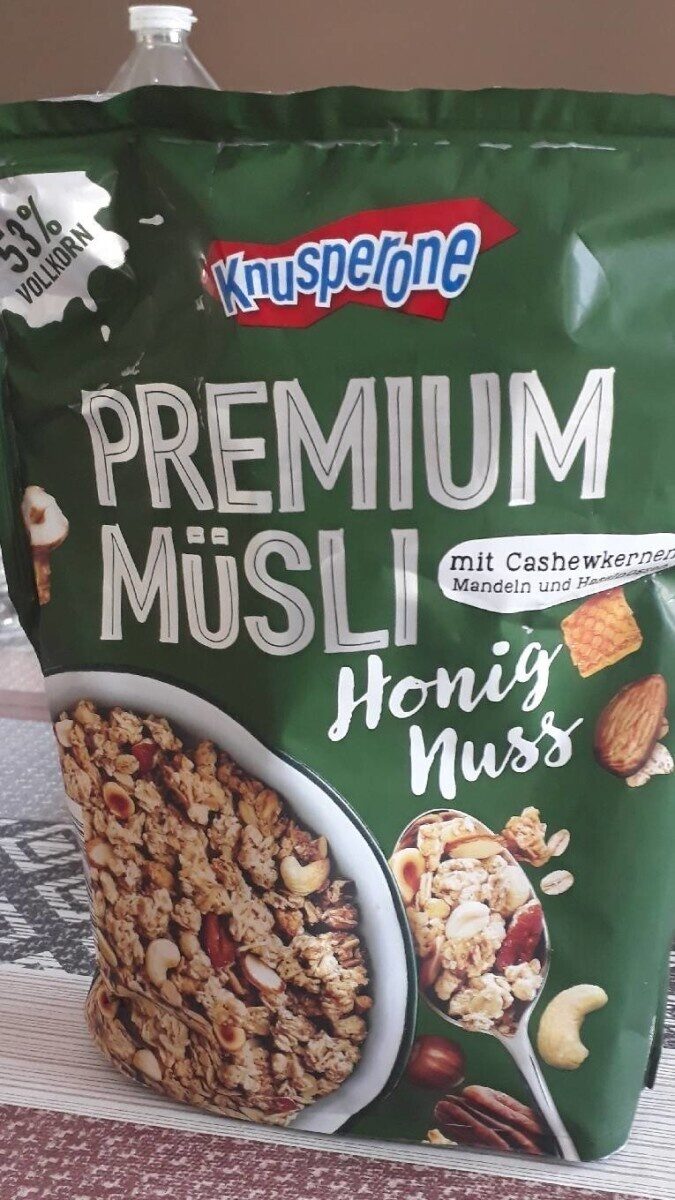 53%
VOLLKORN
Knusperone
PREMIUM
MÜSLI
mit Cashewkernen
Mandeln und
Honig
Nuss